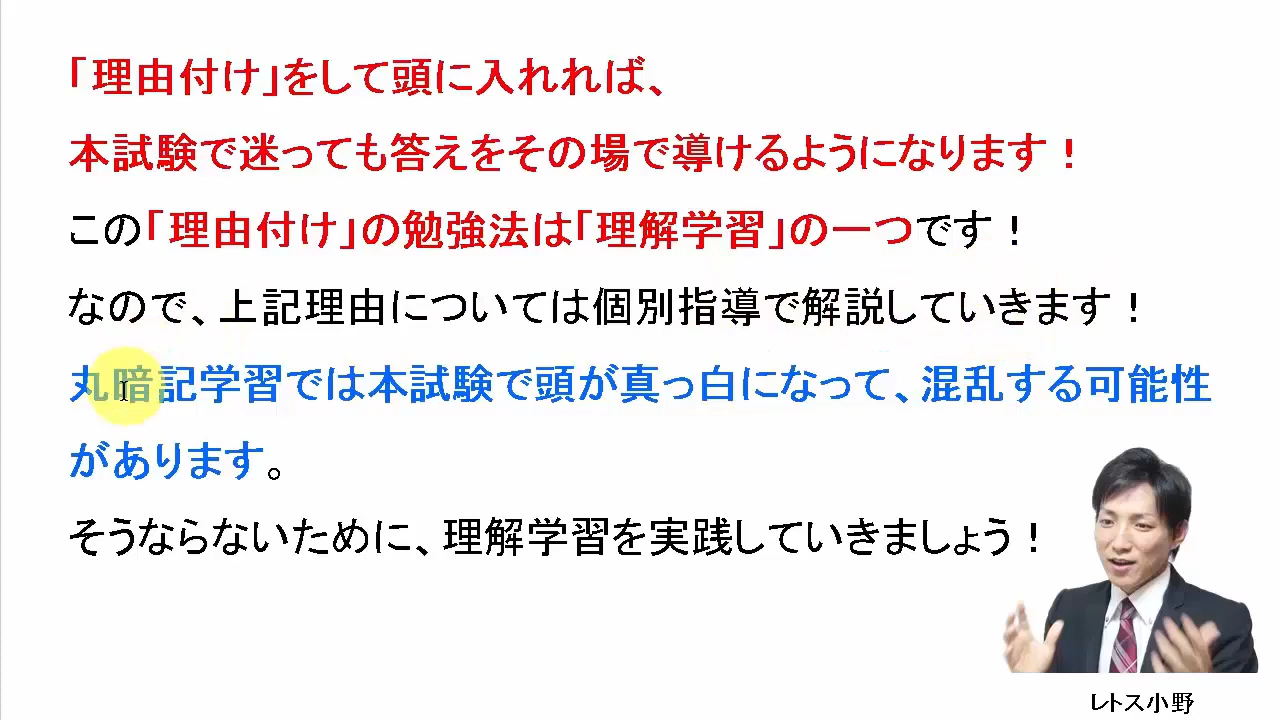 「理由付け」をして頭に入れれば、
本試験で迷っても答えをその場で導けるようになります！
この「理由付け」の勉強法は「理解学習」の一つです！
なので、上記理由については個別指導で解説していきます！
丸暗記学習では本試験で頭が真っ白になって、混乱する可能性
があります。
そうならないために、理解学習を実践していきましょう！
レトス小野